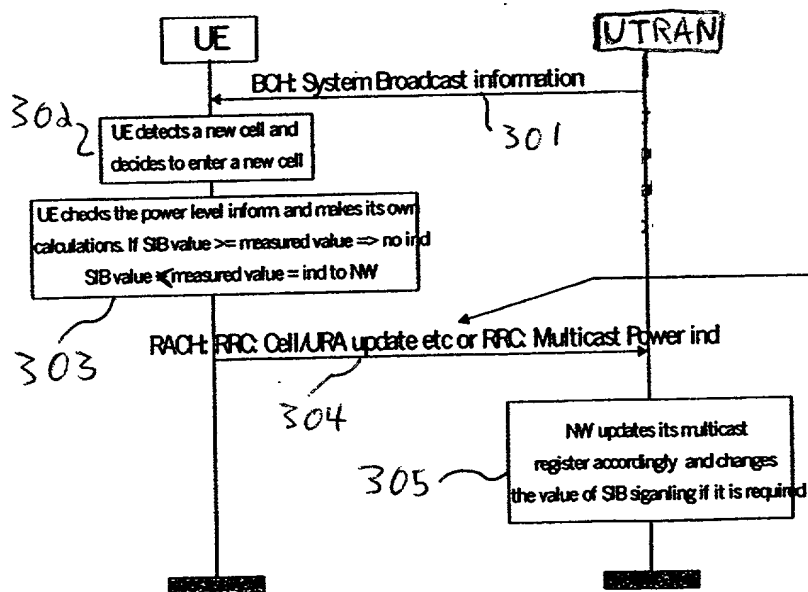 UE
UTRAN
BCH: System Broadcast information
301
302
UE detects a new cell and
decides to enter a new cell
UE checks the power level inform. and makes its own
calculations. If SIB value >= measured value => no ind
SIB value < measured value = ind to NW
303
RACH: RRC: Cell/URA update etc or RRC: Multicast Power ind
304
305
NW updates its multicast
register accordingly and changes
the value of SIB siganling if it is required